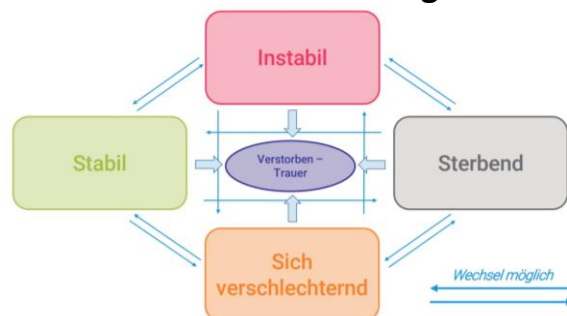 Instabil
Stabil
Verstorben –
Trauer
Sterbend
Sich
verschlechternd
Wechsel möglich